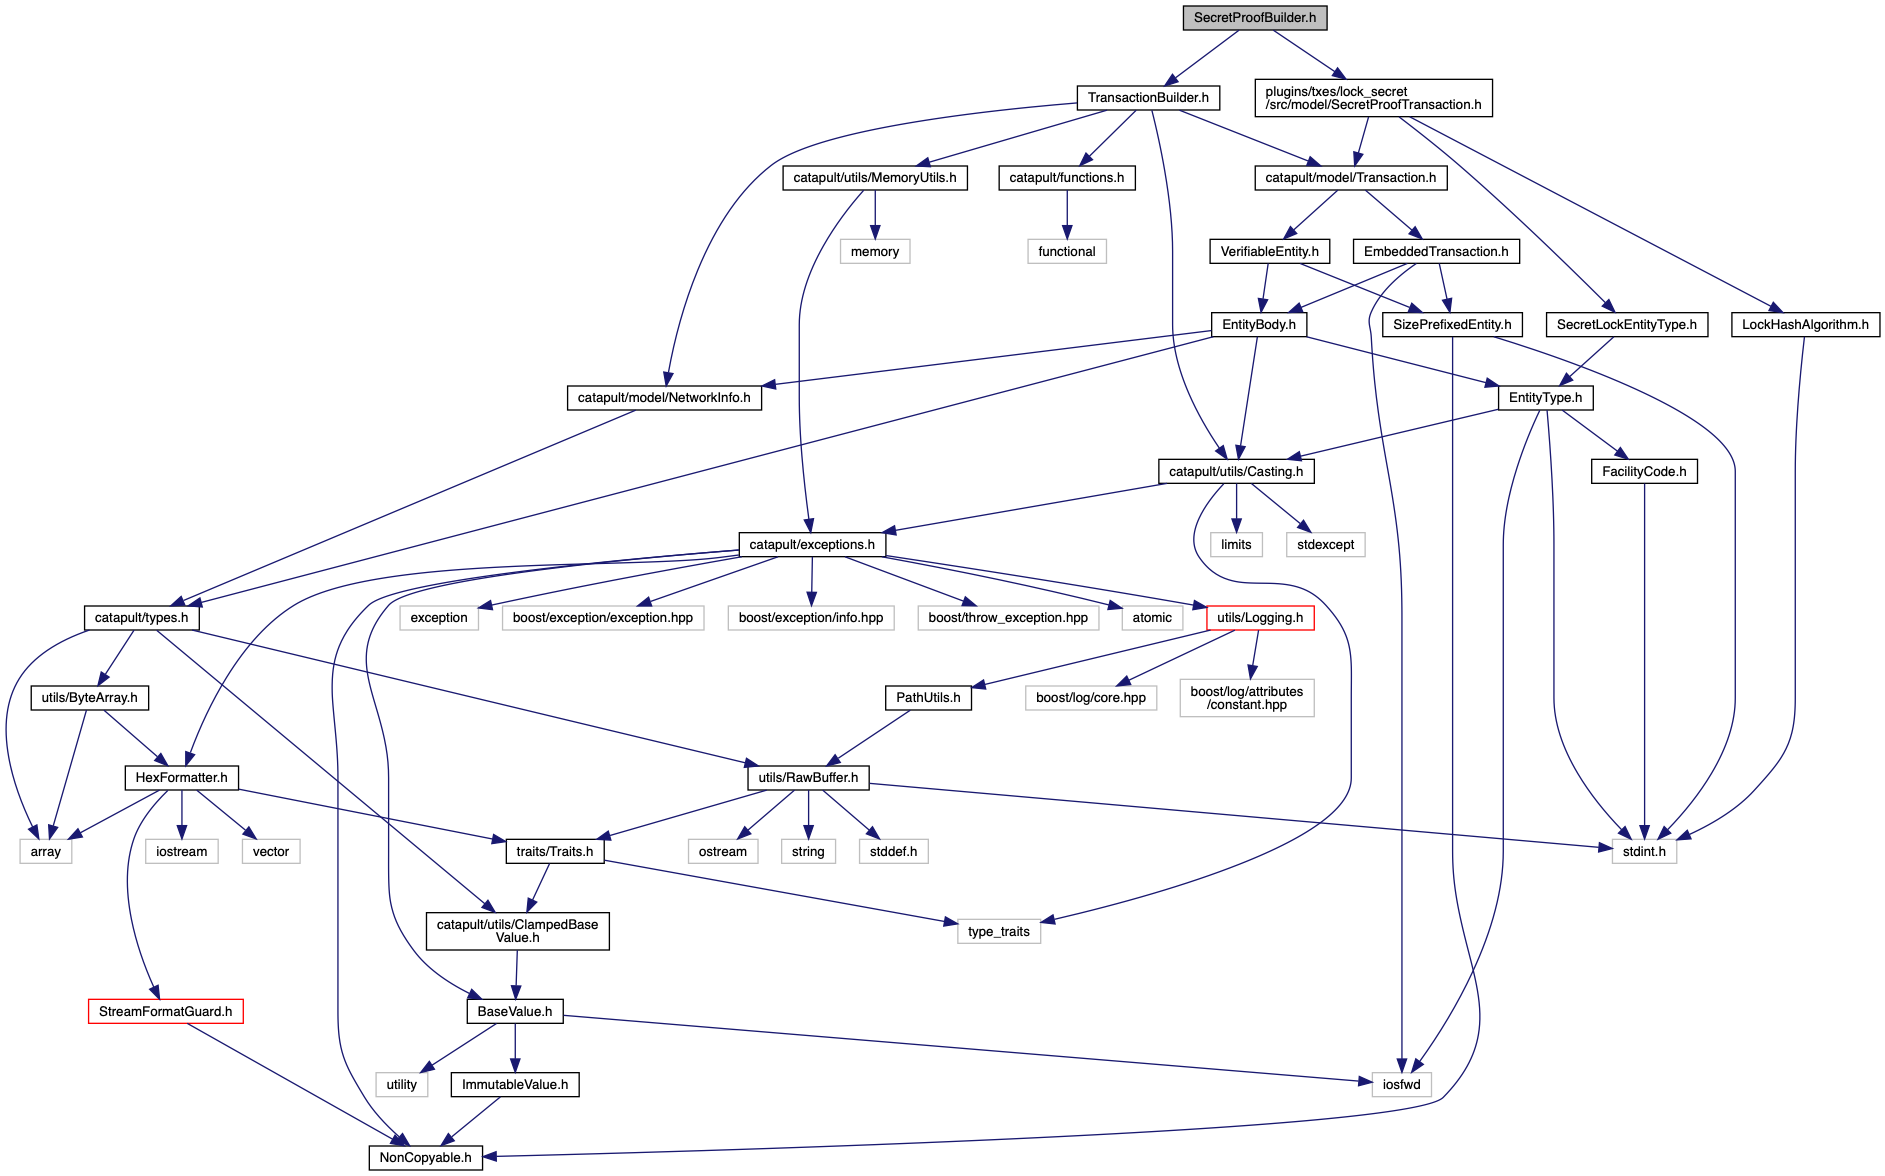 SecretProofBuilder.h
TransactionBuilder.h
plugins/txes/lock_secret
/src/model/SecretProofTransaction.h
catapult/utils/MemoryUtils.h
catapult/functions.h
catapult/model/Transaction.h
memory
functional
VerifiableEntity.h
EmbeddedTransaction.h
EntityBody.h
SizePrefixedEntity.h
SecretLockEntityType.h
LockHashAlgorithm.h
catapult/model/NetworkInfo.h
EntityType.h
catapult/utils/Casting.h
FacilityCode.h
catapult/exceptions.h
limits
stdexcept
catapult/types.h
exception
boost/exception/exception.hpp
boost/exception/info.hpp
boost/throw_exception.hpp
atomic
utils/Logging.h
utils/ByteArray.h
PathUtils.h
boost/log/core.hpp
boost/log/attributes
/constant.hpp
HexFormatter.h
utils/RawBuffer.h
array
iostream
vector
traits/Traits.h
ostream
string
stddef.h
stdint.h
catapult/utils/ClampedBase
Value.h
type_traits
StreamFormatGuard.h
BaseValue.h
utility
ImmutableValue.h
iosfwd
NonCopyable.h